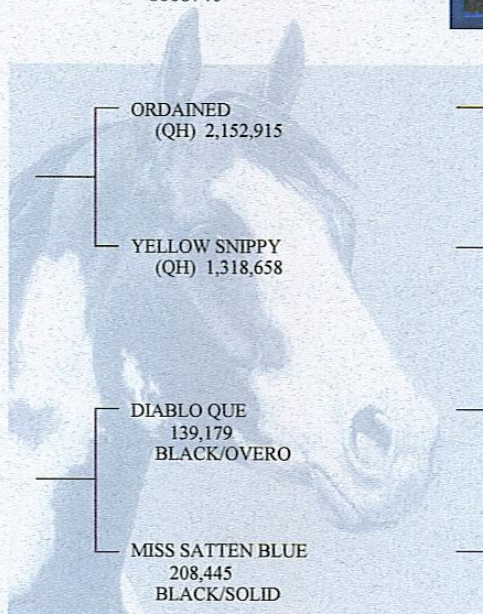 ORDAINED
(QH) 2,152,915
YELLOW SNIPPY
(QH) 1,318,658
DIABLO QUE
139,179
BLACK/OVERO
MISS SATTEN BLUE
208,445
BLACK/SOLID